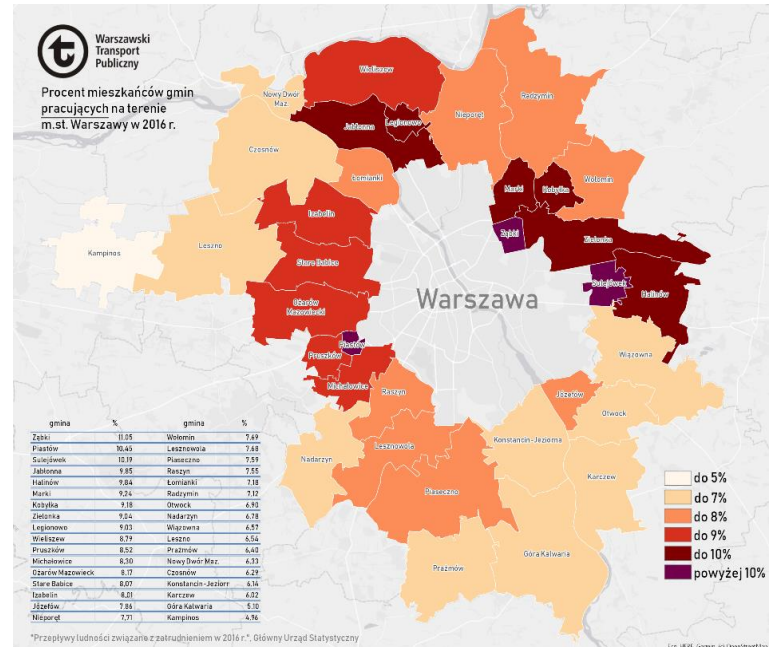 Warszawski
Transport
Publiczny
Procent mieszkańców gmin
pracujących na terenie
m.st. Warszawy w 2016 r.
Wieliszew
Nowy Dwór
Maz.
Jabłonna
Legionowo
Nieporęt
Radzymin
Czosnów
Łomianki
Marki
Kobyłka
Wołomin
Izabelin
Ząbki
Zielonka
Kampinos
Leszno
Stare Babice
Sulejówek
Halinów
Ożarów
Mazowiecki
Warszawa
Piastów
Pruszków
Wiązowna
Michałowice
Raszyn
Józefów
Otwock
Nadarzyn
Lesznowola
Konstancin-Jeziorna
Karczew
Piaseczno
Góra Kalwaria
Prażmów
gmina % gmina %
Ząbki 11.05 Wołomin 7.69
Piastów 10.45 Lesznowola 7.68
Sulejówek 10.19 Piaseczno 7.59
Jabłonna 9.85 Raszyn 7.55
Halinów 9.84 Łomianki 7.18
Marki 9.24 Radzymin 7.12
Kobyłka 9.18 Otwock 6.90
Zielonka 9.04 Nadarzyn 6.78
Legionowo 9.03 Wiązowna 6.57
Wieliszew 8.79 Leszno 6.54
Pruszków 8.52 Prażmów 6.40
Michałowice 8.30 Nowy Dwór Maz. 6.33
Ożarów Mazowieck 8.17 Czosnów 6.29
Stare Babice 8.07 Konstancin-Jeziorr 6.14
Izabelin 8.01 Karczew 6.02
Józefów 7.86 Góra Kalwaria 5.10
Nieporęt 7.71 Kampinos 4.96
do 5%
do 7%
do 8%
do 9%
do 10%
powyżej 10%
"Przepływy ludności związane z zatrudnieniem w 2016 r.", Główny Urząd Statystyczny